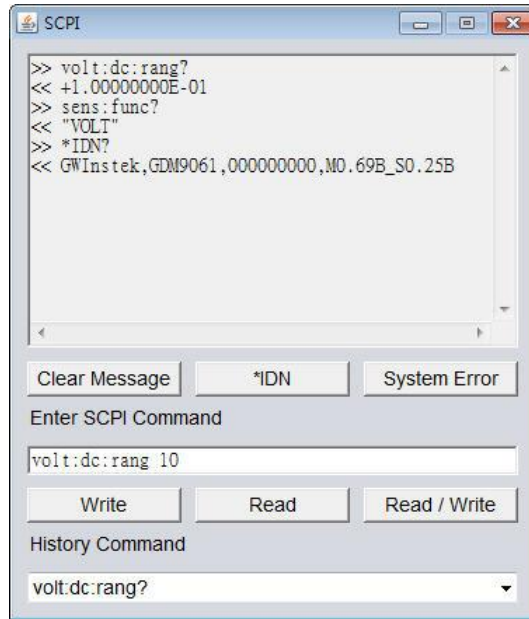 SCPI
>> volt:dc:rang?
<< +1.00000000E-01
>> sens:func?
<< "VOLT"
>> *IDN?
<< GWInstek,GDM9061,000000000,M0.69B_S0.25B
Clear Message
*IDN
System Error
Enter SCPI Command
volt:dc:rang 10
Write
Read
Read / Write
History Command
volt:dc:rang?